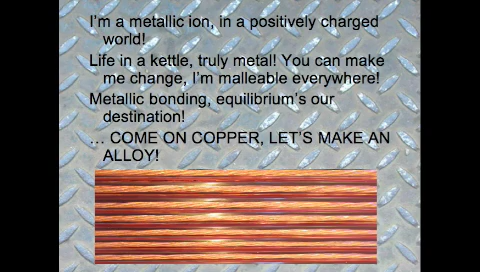 I'm a metallic ion, in a positively charged
world!
Life in a kettle, truly metal! You can make
me change, I'm malleable everywhere!
Metallic bonding, equilibrium's our
destination!
… COME ON COPPER, LET'S MAKE AN
ALLOY!